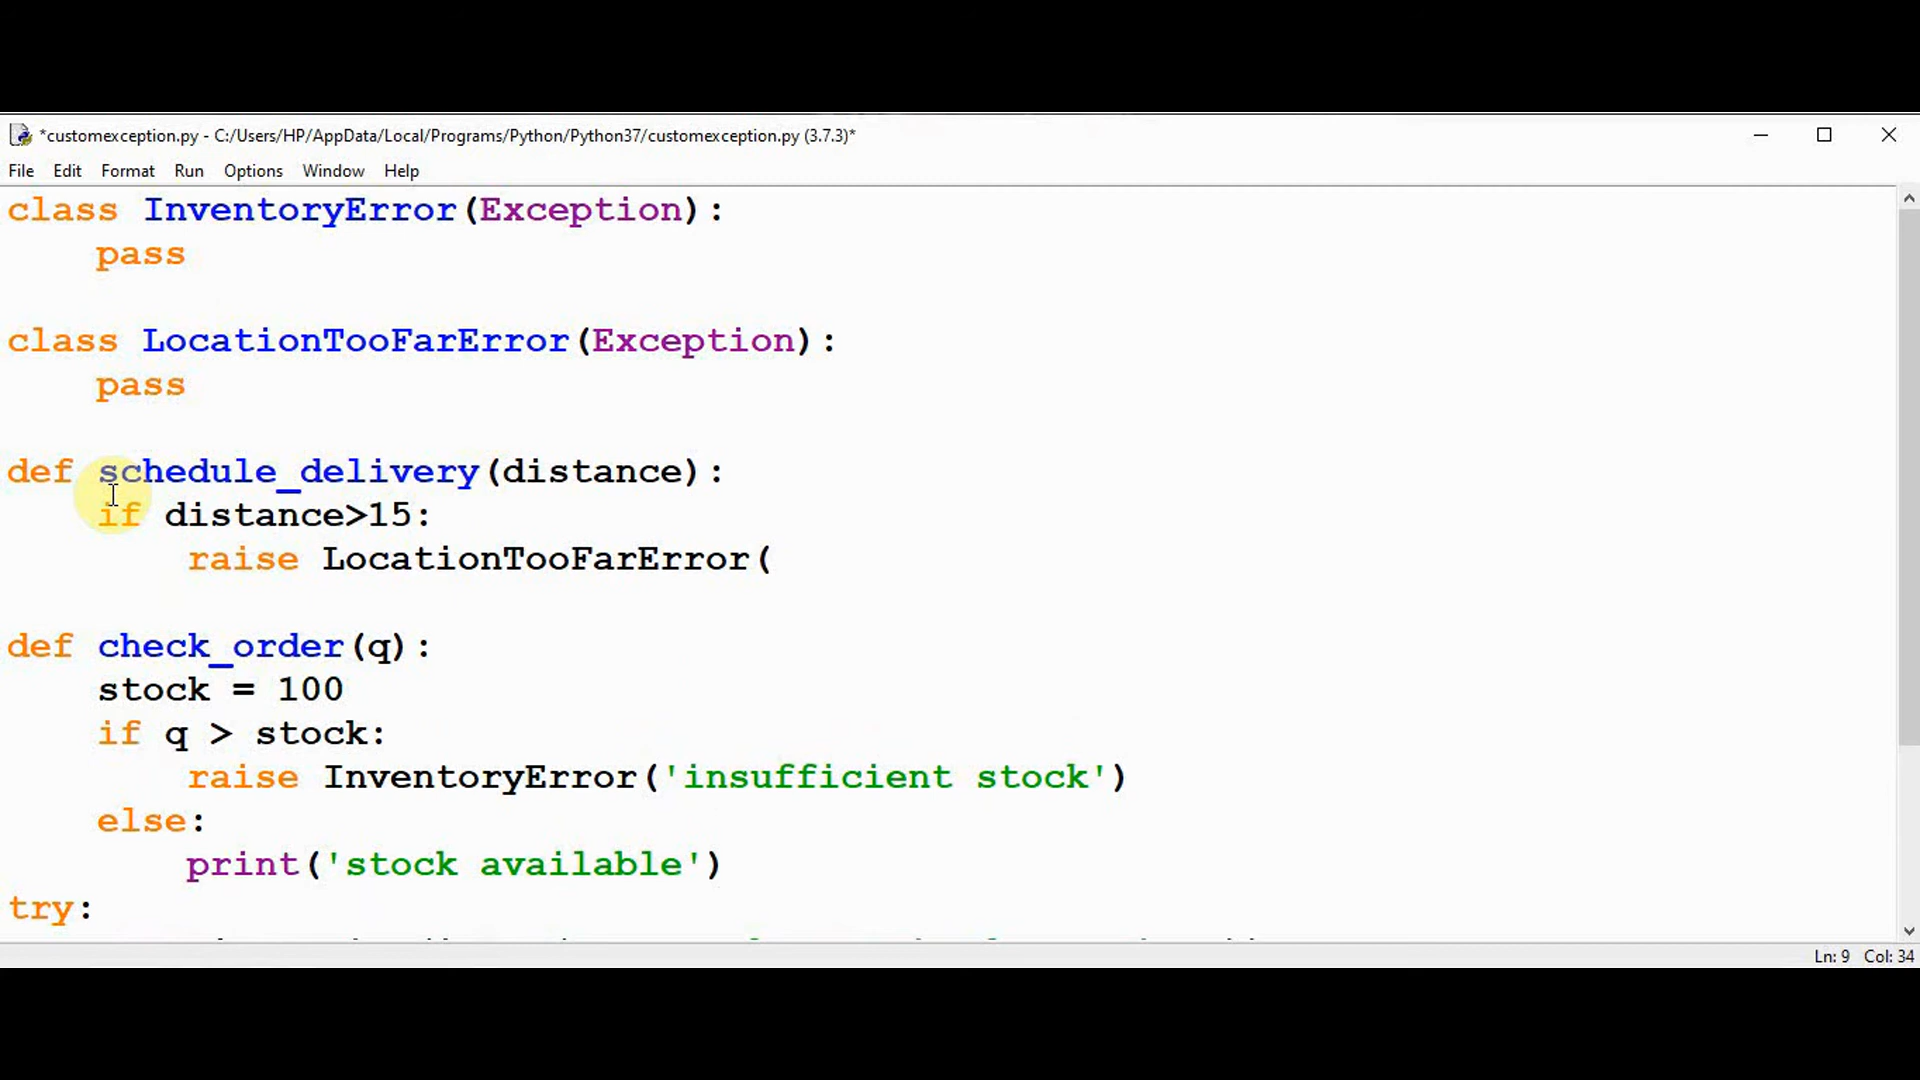 *customexception.py - C:/Users/HP/AppData/Local/Programs/Python/Python37/customexception.py (3.7.3)*
File Edit Format Run Options Window Help
class InventoryError(Exception):
    pass
class LocationTooFarError(Exception):
    pass
def schedule_delivery(distance):
    if distance>15:
        raise LocationTooFarError(
def check_order(q):
    stock = 100
    if q > stock:
        raise InventoryError('insufficient stock')
    else:
        print('stock available')
try:
Ln: 9 Col: 34